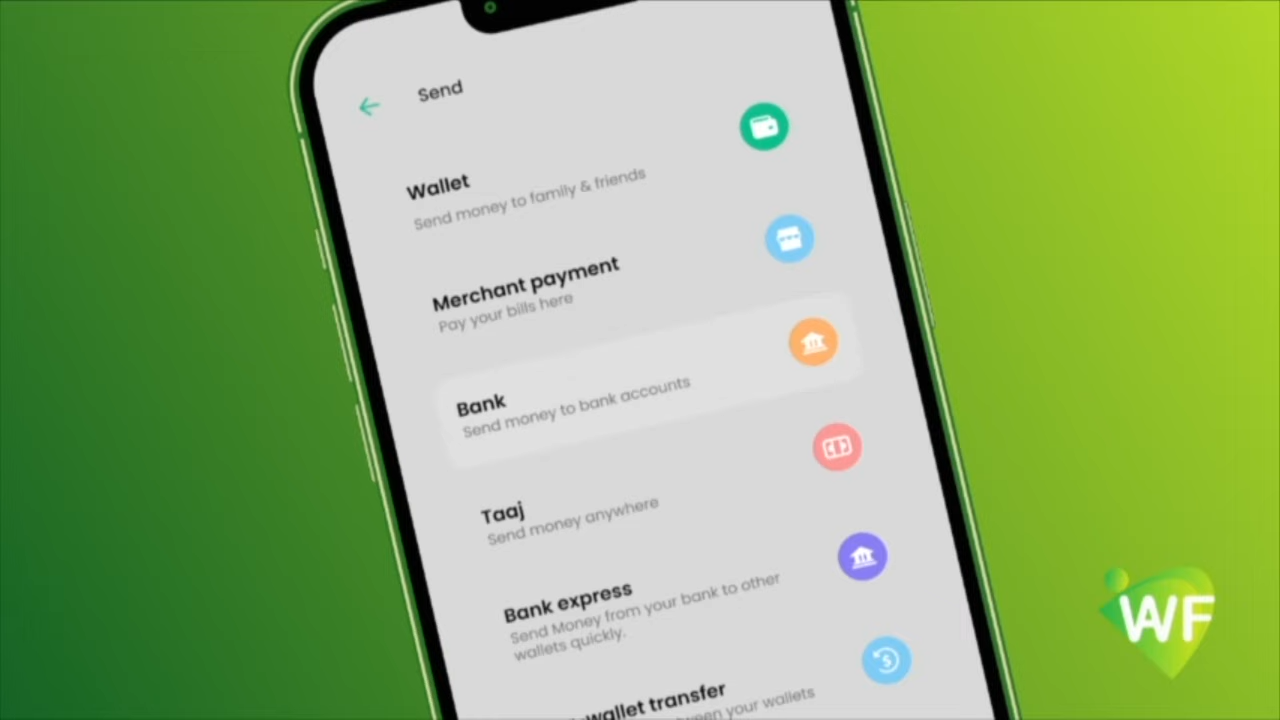 Send
Wallet
Send money to family & friends
Merchant payment
Pay your bills here
Bank
Send money to bank accounts
Taaj
Send money anywhere
Bank express
Send Money from your bank to other
wallets quickly.
wallet transfer
your wallets
WF